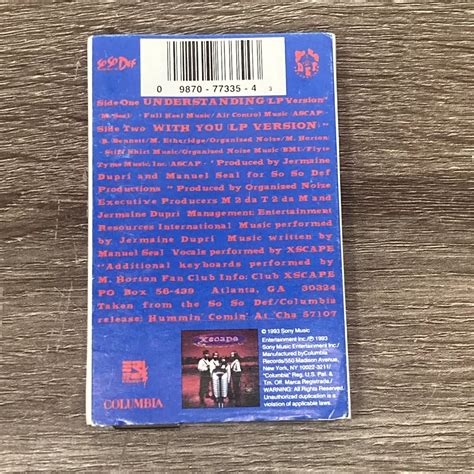 So So Def
0 9870-77335-4 3
Side One UNDERSTANDING (LP Version)*
M. Seal) · Full Keel Music/Air Control Music (ASCAP)
Side Two WITH YOU (LP VERSION)+
B. Bennett/M. Etheridge/Organized Noize/M. Horton
Stiff Shirt Music/Organized Noize Music BMI/Flyte
Tyme Music, Inc. ASCAP · *Produced by Jermaine
Dupri and Manuel Seal for So So Def
Productions +Produced by Organized Noize
Executive Producers M 2 da T 2 da M and
Jermaine Dupri Management: Entertainment
Resources International Music performed
by Jermaine Dupri Music written by
Manuel Seal Vocals performed by XSCAPE
*Additional keyboards performed by
M. Horton Fan Club Info: Club XSCAPE
PO Box 56-439 Atlanta, GA 30324
Taken from the So So Def/Columbia
release: Hummin' Comin' At 'Cha 57107
Xscape
COLUMBIA
© 1993 Sony Music
Entertainment Inc./℗ 1993
Sony Music Entertainment Inc./
Manufactured by Columbia
Records/550 Madison Avenue,
New York, NY 10022-3211/
"Columbia" Reg. U.S. Pat. &
Tm. Off. Marca Registrada./
WARNING: All Rights Reserved.
Unauthorized duplication is a
violation of applicable laws.